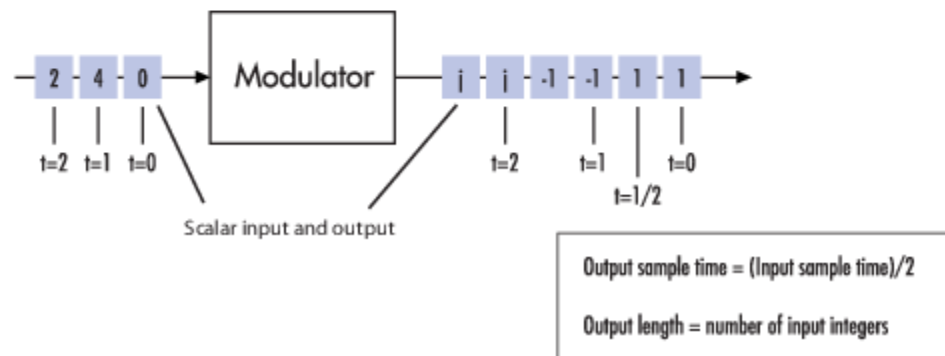 2 4 0
Modulator
j j -1 -1 1 1
t=2 t=1 t=0
t=2 t=1 t=0
t=1/2
Scalar input and output
Output sample time = (Input sample time)/2
Output length = number of input integers